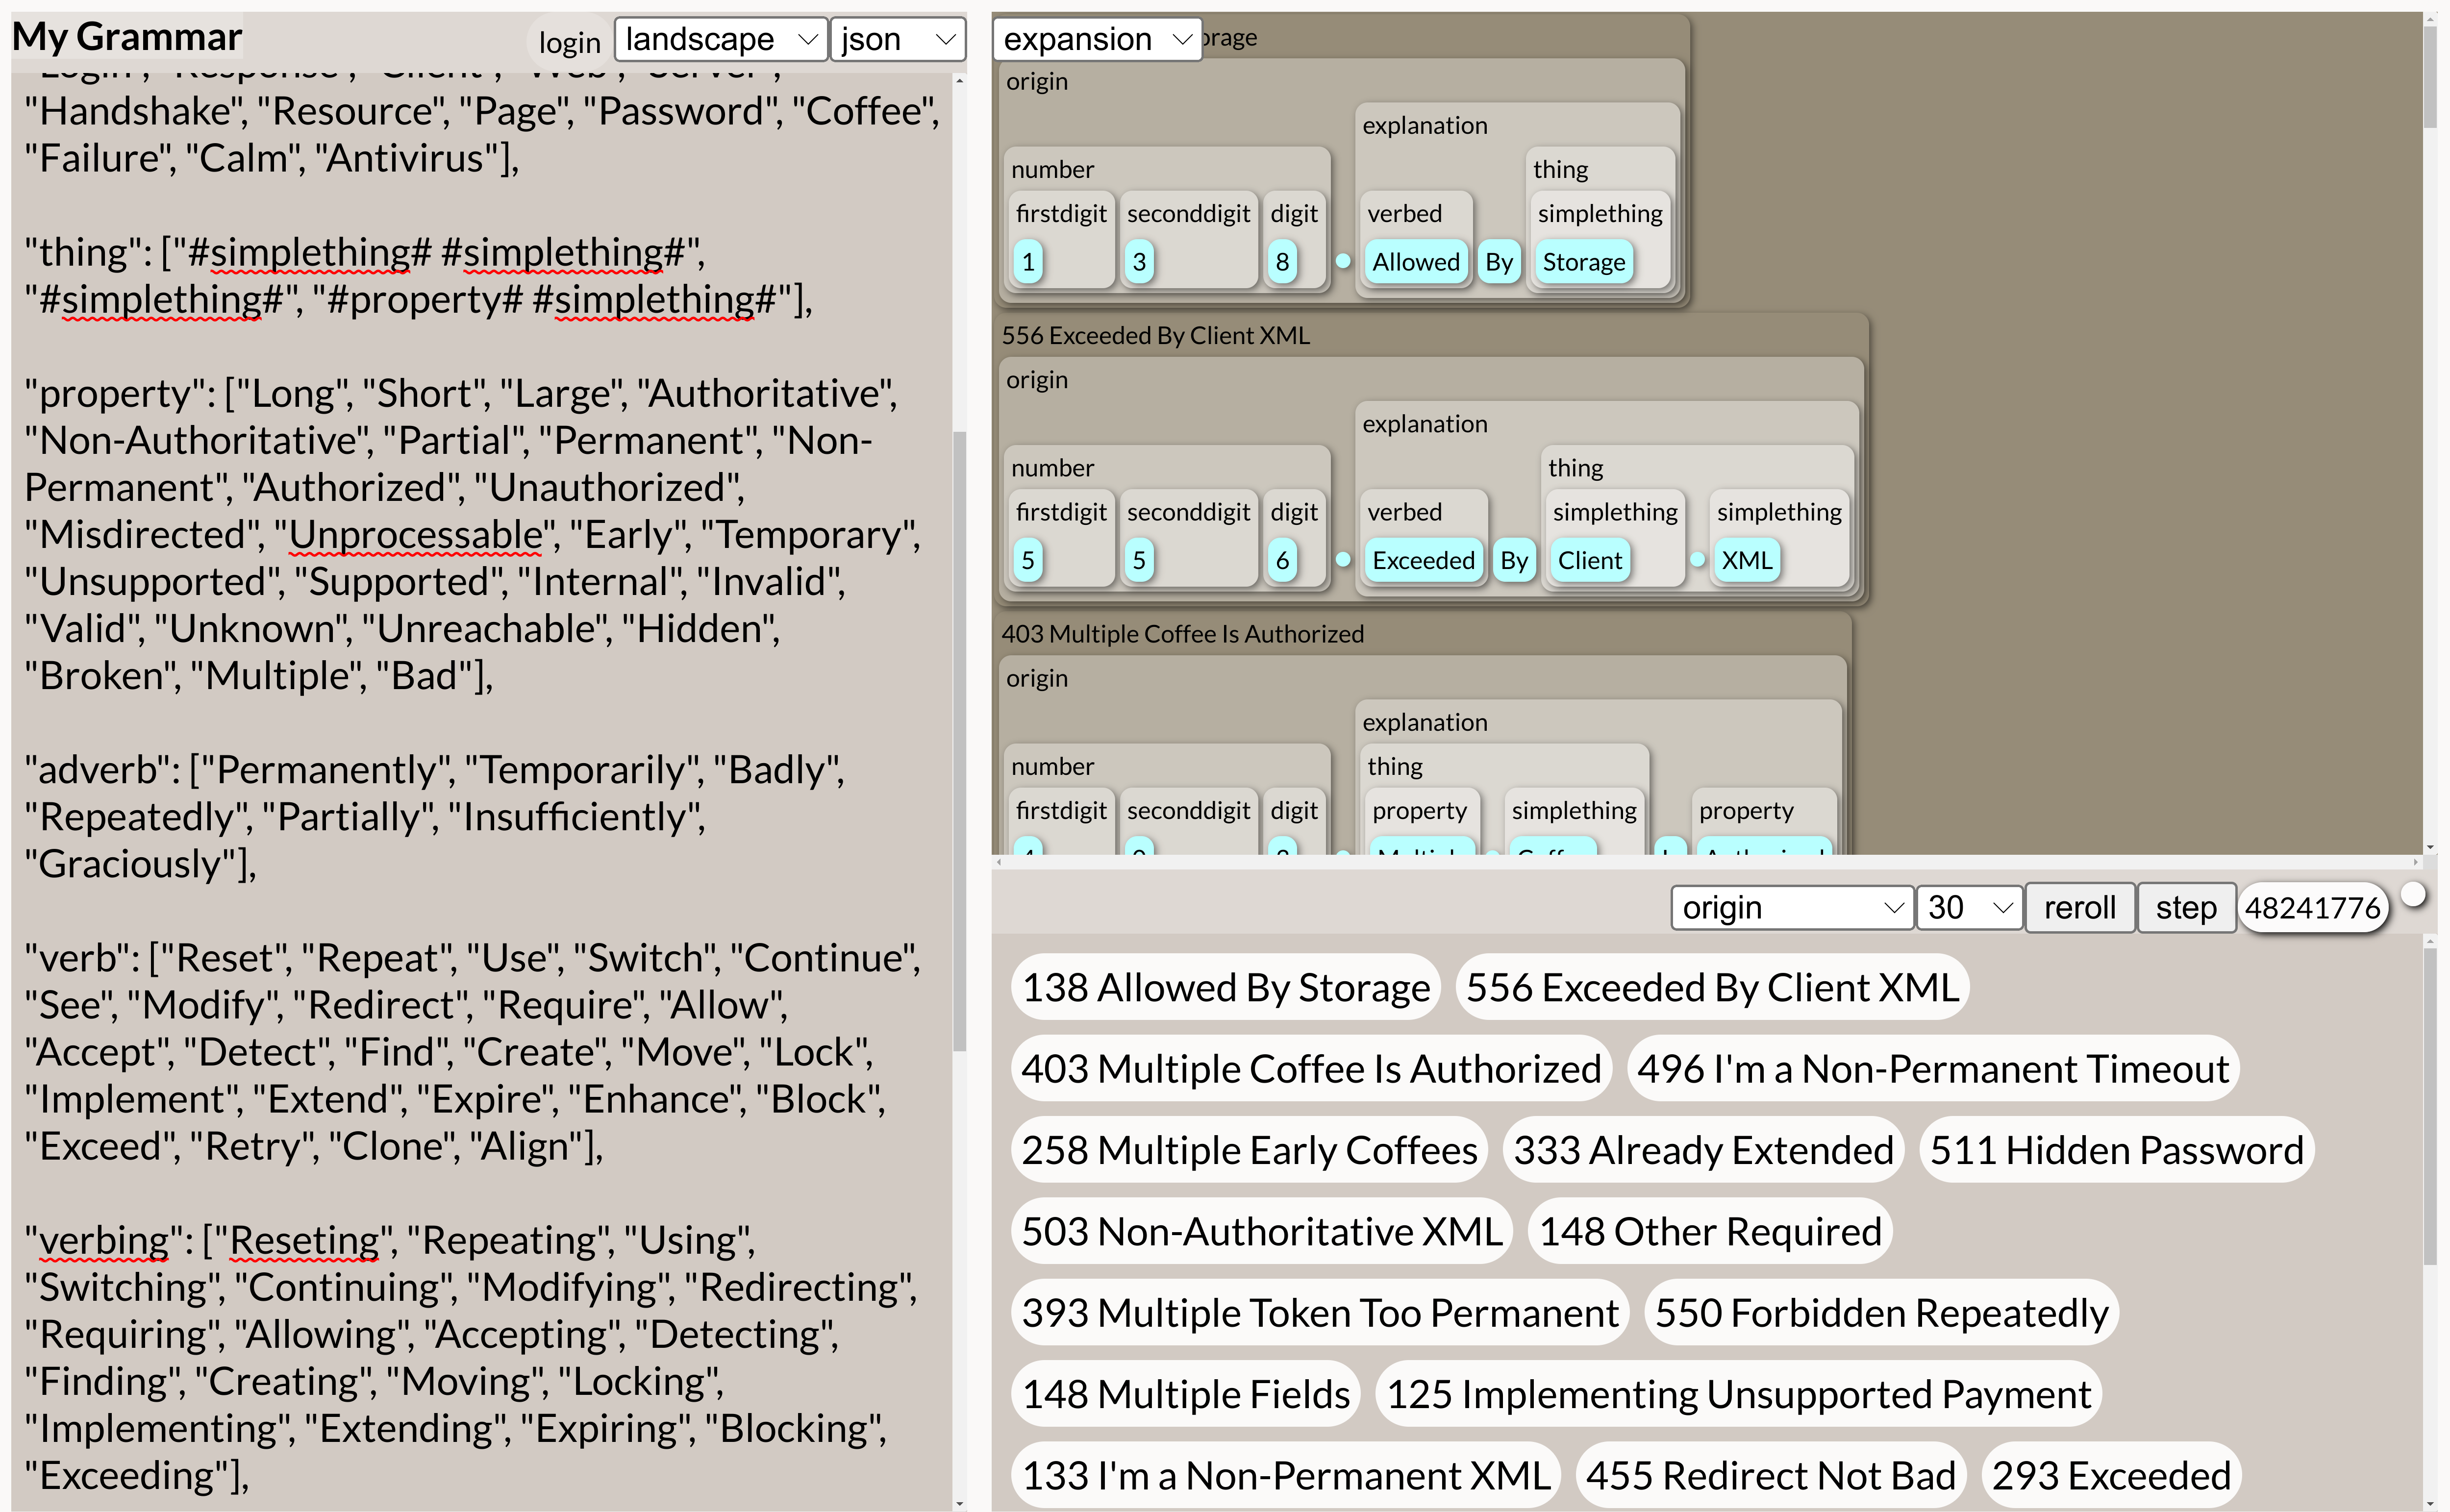 My Grammar
login
landscape
json
"Login", "Response", "Client", "Web", "Server",
"Handshake", "Resource", "Page", "Password", "Coffee",
"Failure", "Calm", "Antivirus"],
"thing": ["#simplething# #simplething#",
"#simplething#", "#property# #simplething#"],
"property": ["Long", "Short", "Large", "Authoritative",
"Non-Authoritative", "Partial", "Permanent", "Non-
Permanent", "Authorized", "Unauthorized",
"Misdirected", "Unprocessable", "Early", "Temporary",
"Unsupported", "Supported", "Internal", "Invalid",
"Valid", "Unknown", "Unreachable", "Hidden",
"Broken", "Multiple", "Bad"],
"adverb": ["Permanently", "Temporarily", "Badly",
"Repeatedly", "Partially", "Insufficiently",
"Graciously"],
"verb": ["Reset", "Repeat", "Use", "Switch", "Continue",
"See", "Modify", "Redirect", "Require", "Allow",
"Accept", "Detect", "Find", "Create", "Move", "Lock",
"Implement", "Extend", "Expire", "Enhance", "Block",
"Exceed", "Retry", "Clone", "Align"],
"verbing": ["Reseting", "Repeating", "Using",
"Switching", "Continuing", "Modifying", "Redirecting",
"Requiring", "Allowing", "Accepting", "Detecting",
"Finding", "Creating", "Moving", "Locking",
"Implementing", "Extending", "Expiring", "Blocking",
"Exceeding"],
expansion
orage
origin
explanation
number thing
firstdigit seconddigit digit verbed simplething
1 3 8 Allowed By Storage
556 Exceeded By Client XML
origin
explanation
number thing
firstdigit seconddigit digit verbed simplething simplething
5 5 6 Exceeded By Client XML
403 Multiple Coffee Is Authorized
origin
explanation
number thing
firstdigit seconddigit digit property simplething property
origin 30 reroll step 48241776
138 Allowed By Storage 556 Exceeded By Client XML
403 Multiple Coffee Is Authorized 496 I'm a Non-Permanent Timeout
258 Multiple Early Coffees 333 Already Extended 511 Hidden Password
503 Non-Authoritative XML 148 Other Required
393 Multiple Token Too Permanent 550 Forbidden Repeatedly
148 Multiple Fields 125 Implementing Unsupported Payment
133 I'm a Non-Permanent XML 455 Redirect Not Bad 293 Exceeded